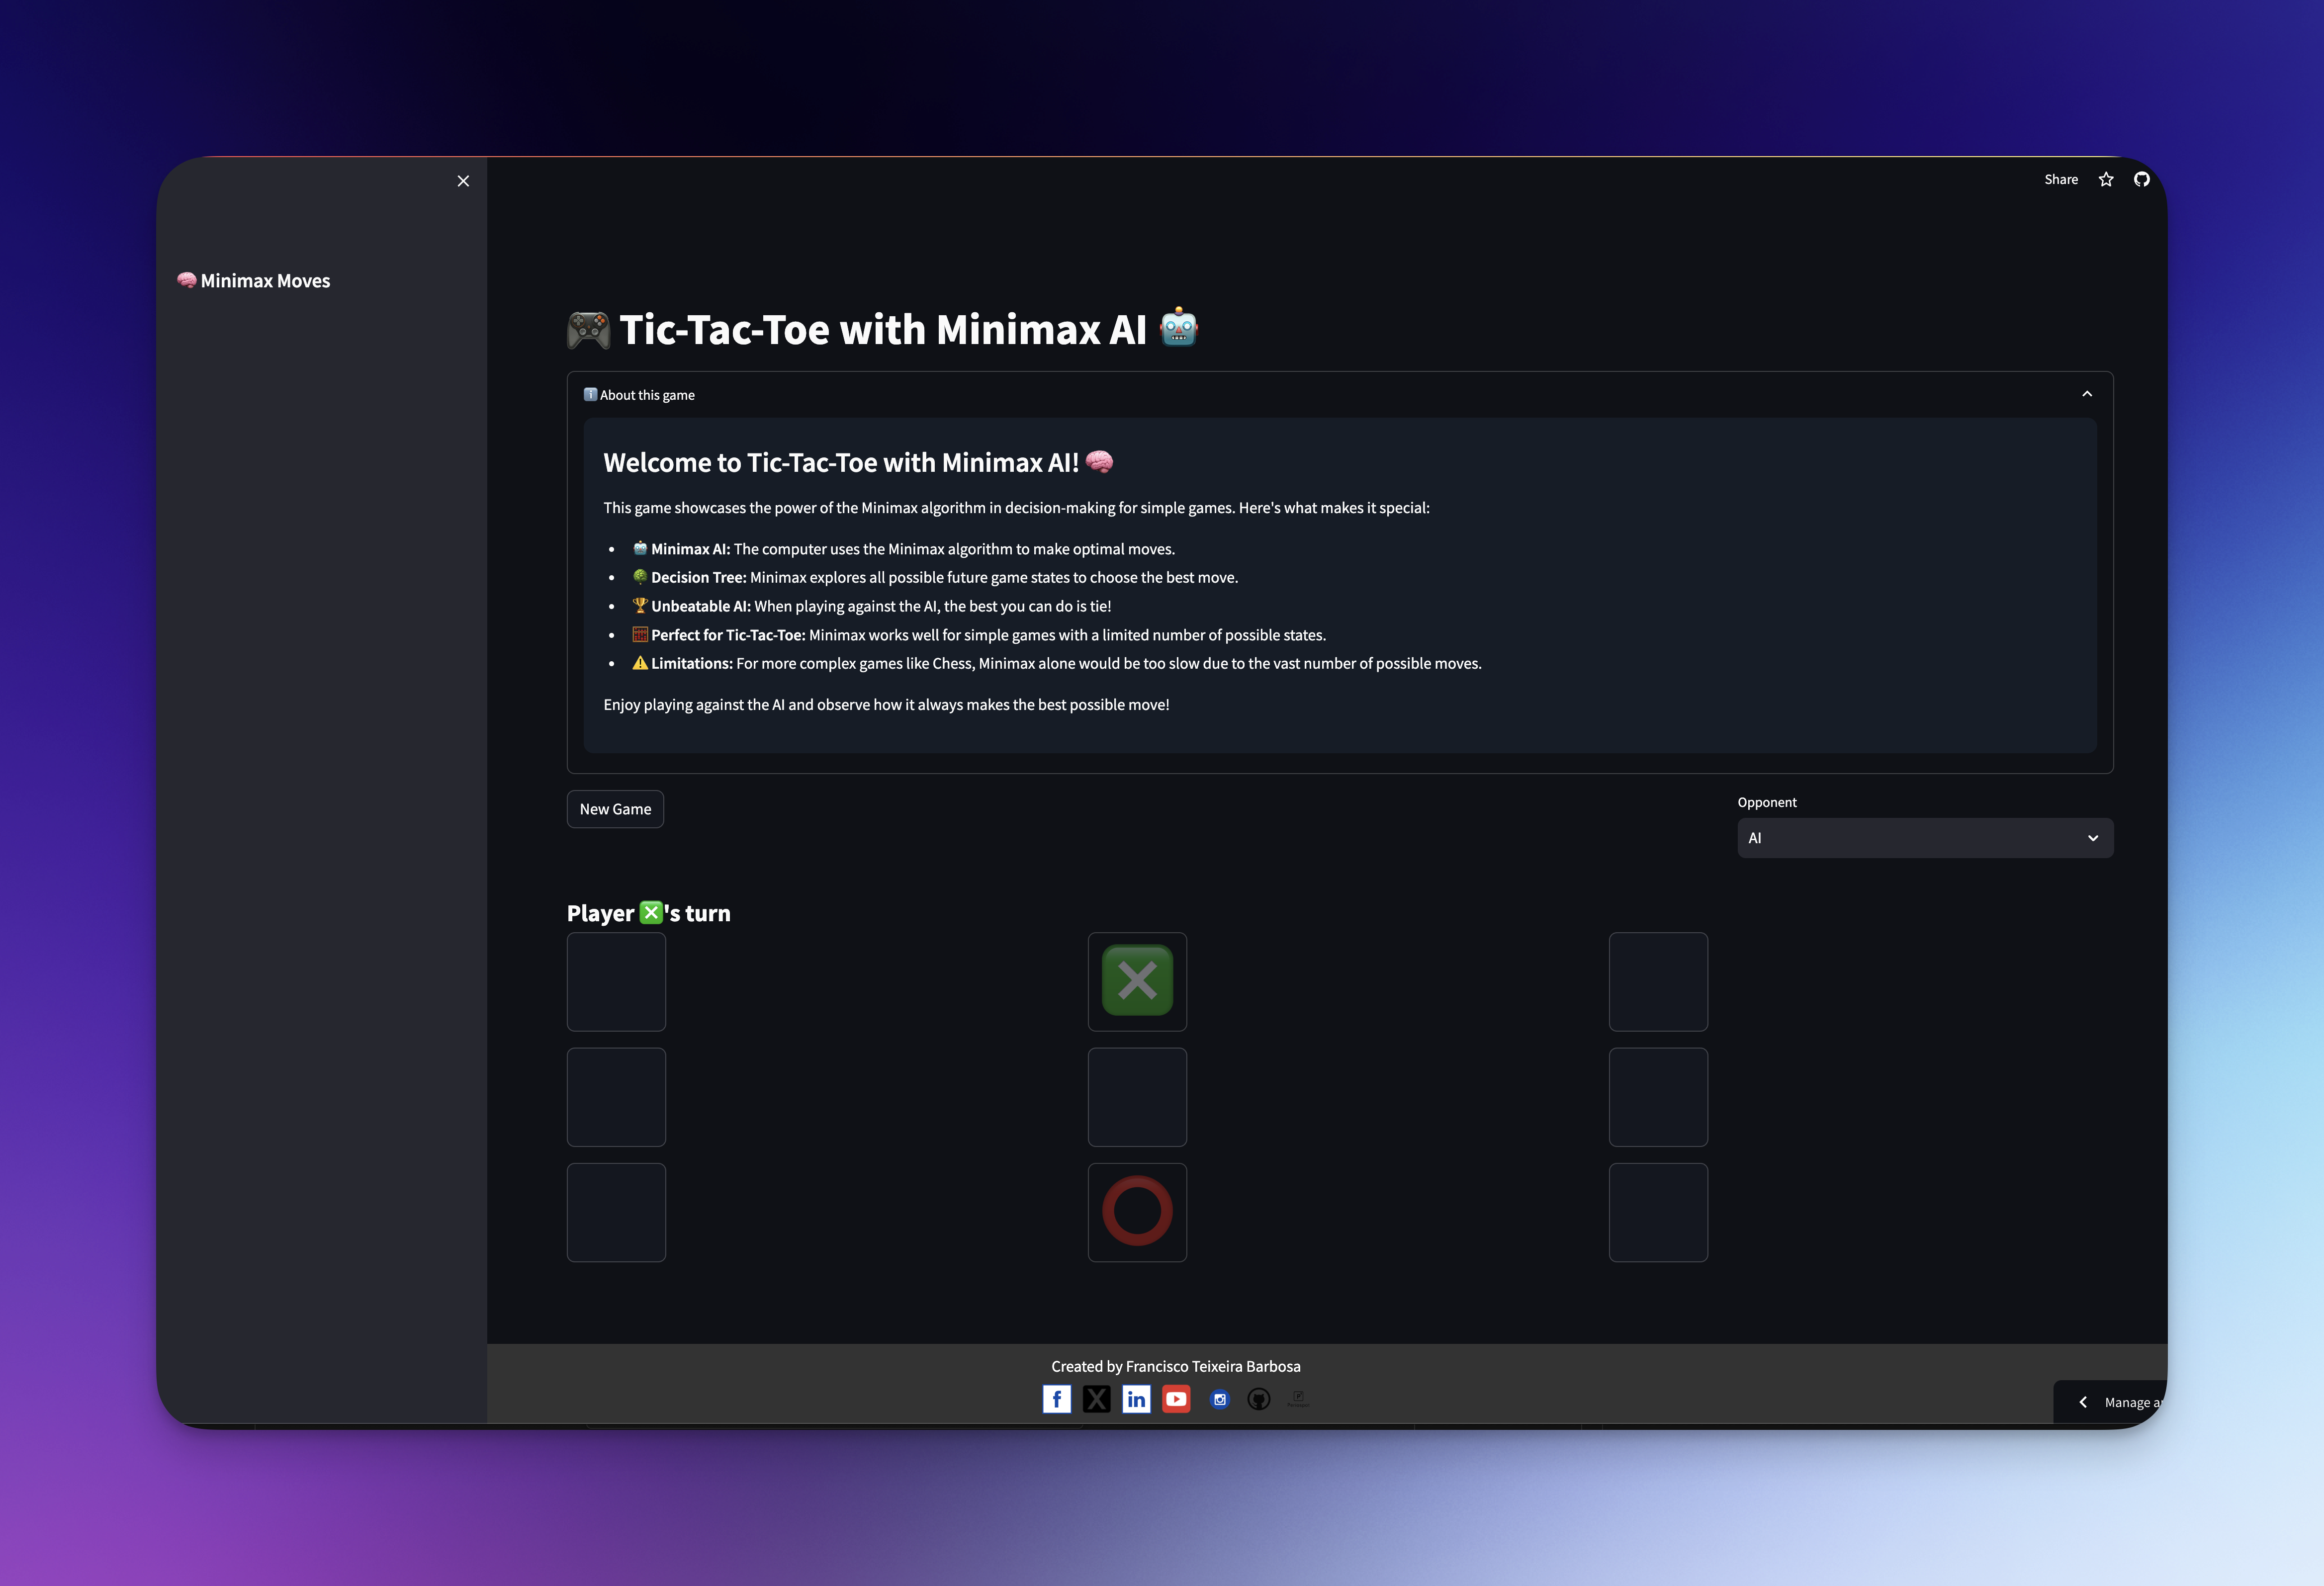 Share
Minimax Moves
Tic-Tac-Toe with Minimax AI
About this game
Welcome to Tic-Tac-Toe with Minimax AI!
This game showcases the power of the Minimax algorithm in decision-making for simple games. Here's what makes it special:
Minimax AI: The computer uses the Minimax algorithm to make optimal moves.
Decision Tree: Minimax explores all possible future game states to choose the best move.
Unbeatable AI: When playing against the AI, the best you can do is tie!
Perfect for Tic-Tac-Toe: Minimax works well for simple games with a limited number of possible states.
Limitations: For more complex games like Chess, Minimax alone would be too slow due to the vast number of possible moves.
Enjoy playing against the AI and observe how it always makes the best possible move!
New Game
Opponent
AI
Player ❎'s turn
Created by Francisco Teixeira Barbosa
Manage a